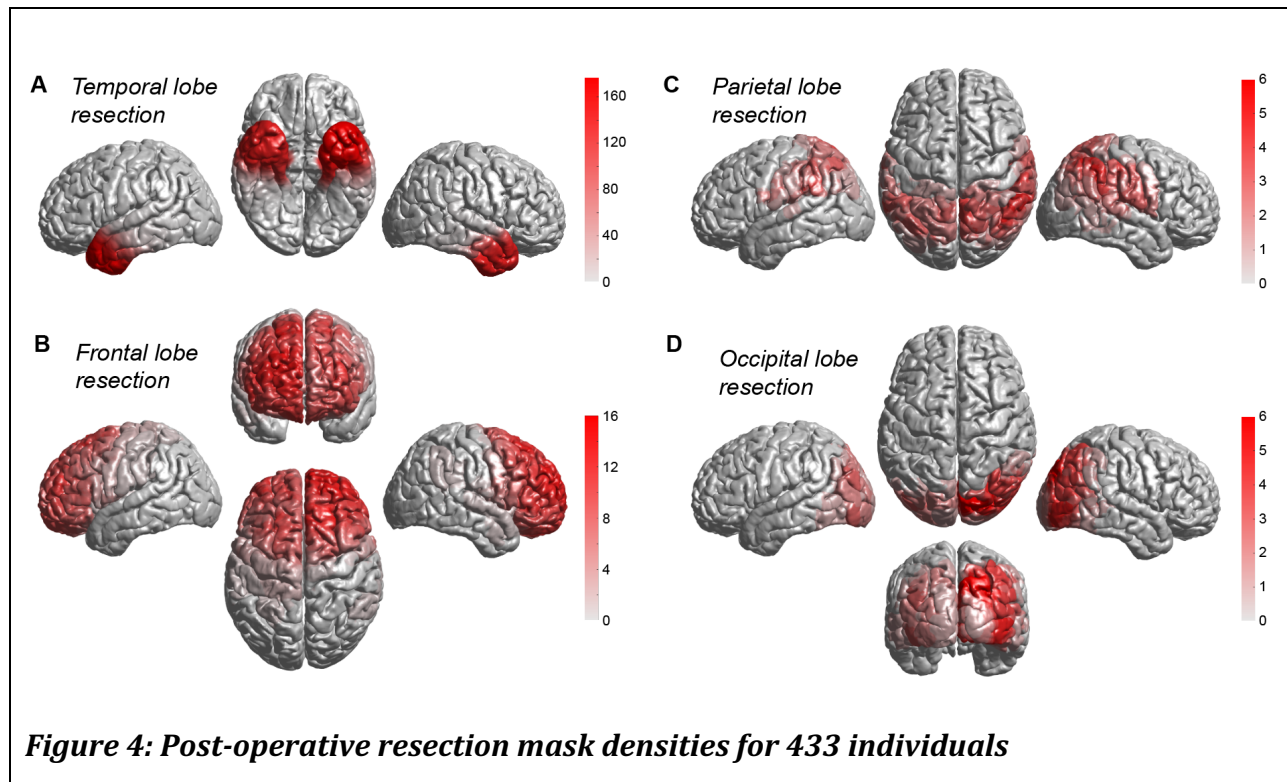 A
Temporal lobe
resection
160
120
80
40
0
C
Parietal lobe
resection
6
5
4
3
2
1
0
B
Frontal lobe
resection
16
12
8
4
0
D
Occipital lobe
resection
6
5
4
3
2
1
0
Figure 4: Post-operative resection mask densities for 433 individuals